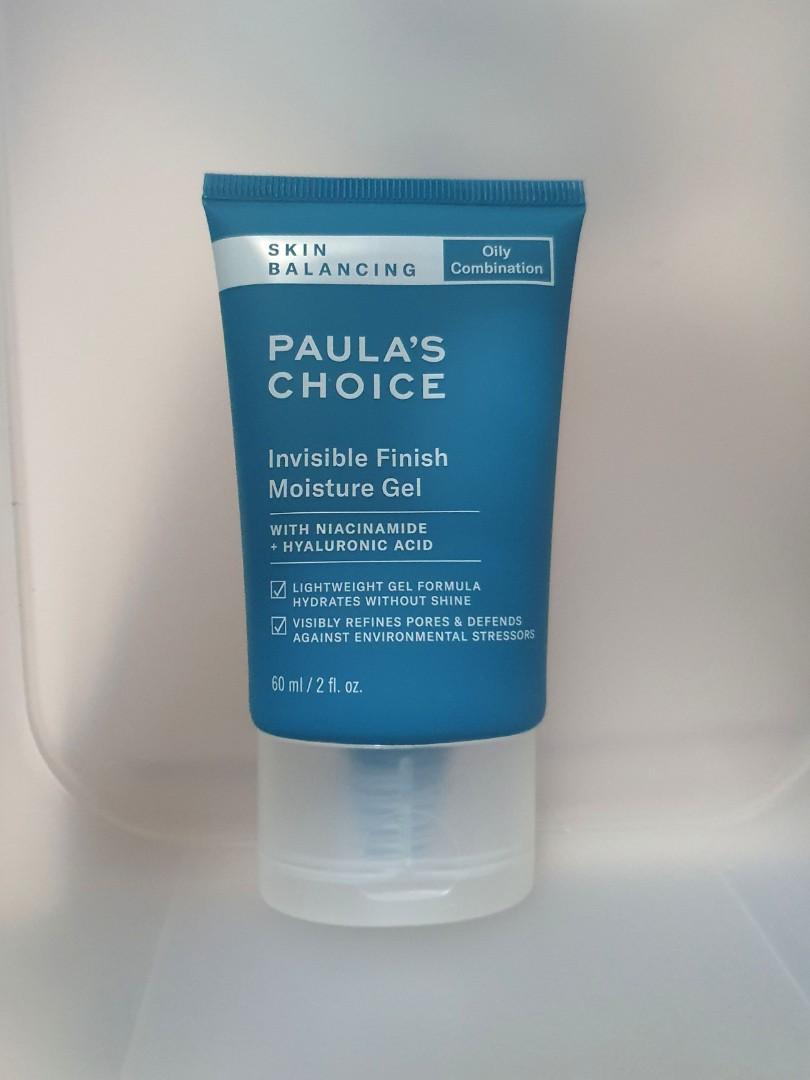 SKIN
BALANCING
Oily
Combination
PAULA'S
CHOICE
Invisible Finish
Moisture Gel
WITH NIACINAMIDE
+ HYALURONIC ACID
LIGHTWEIGHT GEL FORMULA
HYDRATES WITHOUT SHINE
VISIBLY REFINES PORES & DEFENDS
AGAINST ENVIRONMENTAL STRESSORS
60 ml / 2 fl. oz.